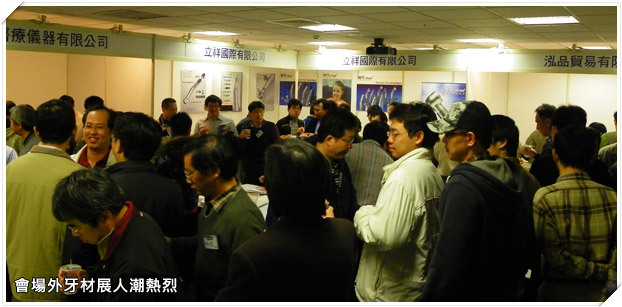 醫療儀器有限公司
立祥國際有限公司
立祥國際有限公司
泓品貿易有限
會場外牙材展人潮熱烈